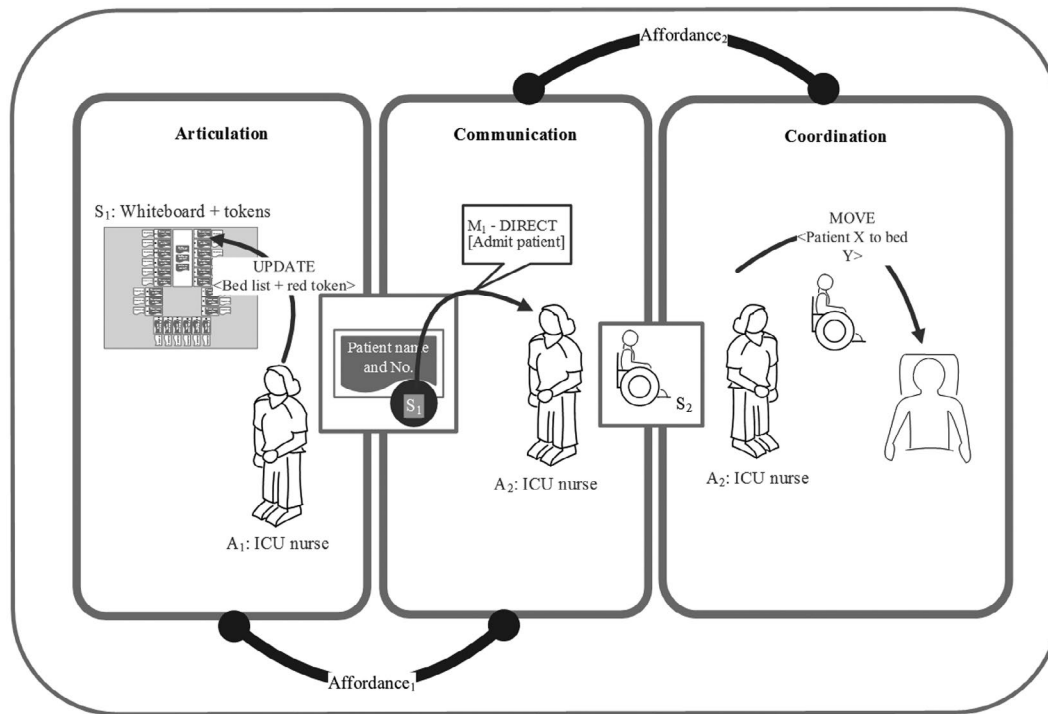 Affordance₂
Articulation
Communication
Coordination
S₁: Whiteboard + tokens
UPDATE
<Bed list + red token>
A₁: ICU nurse
Patient name
and No.
S₁
M₁ - DIRECT
[Admit patient]
A₂: ICU nurse
S₂
MOVE
<Patient X to bed
Y>
A₂: ICU nurse
Affordance₁